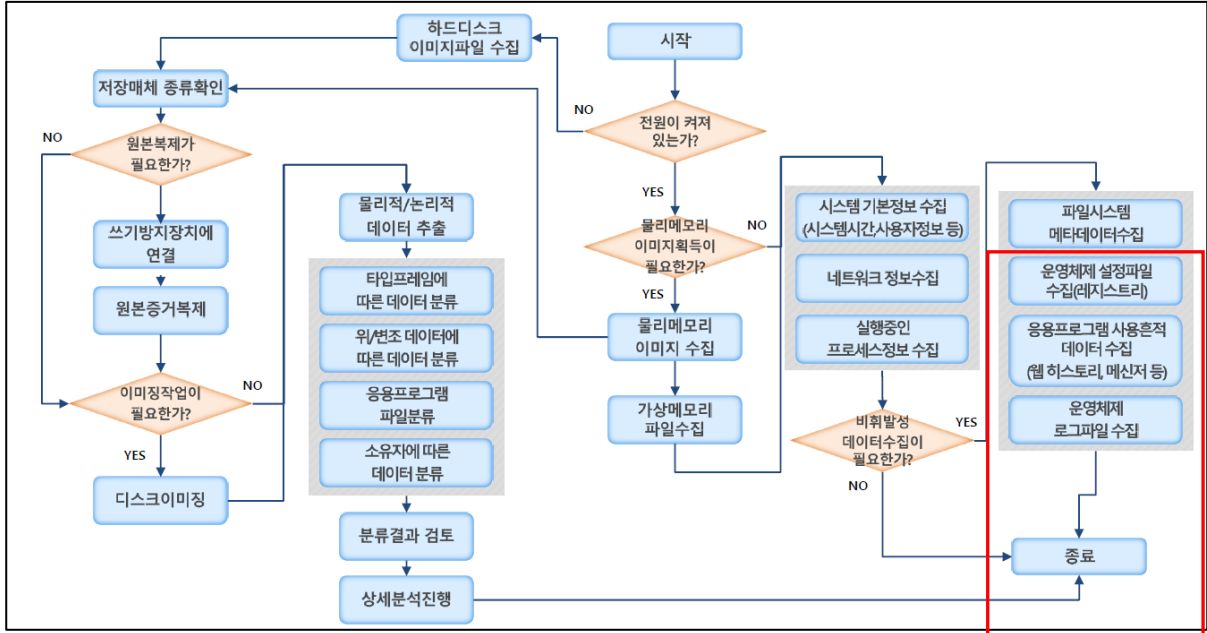 하드디스크
이미지파일 수집
시작
저장매체 종류확인
NO
전원이 켜져
있는가?
NO
원본복제가
필요한가?
YES
물리적/논리적
데이터 추출
물리메모리
이미지획득이
필요한가?
NO
시스템 기본정보 수집
(시스템시간,사용자정보 등)
YES
파일시스템
메타데이터수집
쓰기방지장치에
연결
타입프레임에
따른 데이터 분류
네트워크 정보수집
운영체제 설정파일
수집(레지스트리)
원본증거복제
YES
물리메모리
이미지 수집
위/변조 데이터에
따른 데이터 분류
실행중인
프로세스정보 수집
응용프로그램 사용흔적
데이터 수집
(웹 히스토리, 메신저 등)
이미징작업이
필요한가?
NO
응용프로그램
파일분류
가상메모리
파일수집
비휘발성
데이터수집이
필요한가?
YES
운영체제
로그파일 수집
YES
소유자에 따른
데이터 분류
NO
디스크이미징
분류결과 검토
종료
상세분석진행